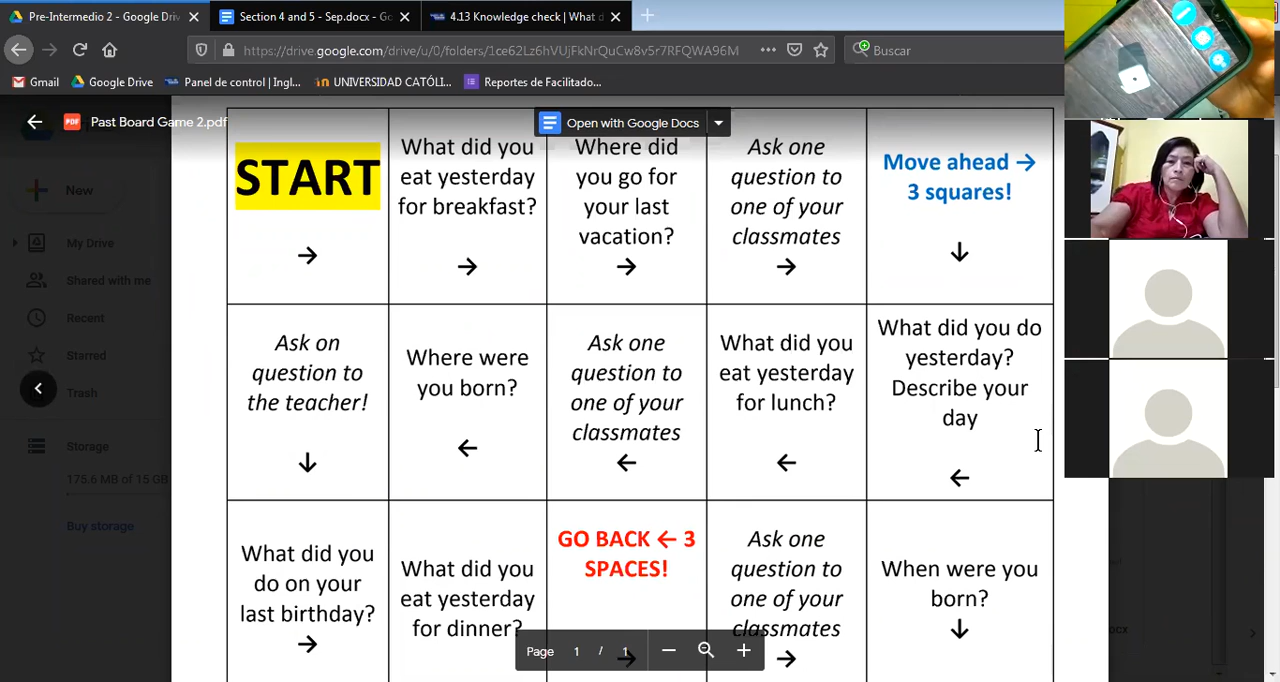 Pre-Intermedio 2 - Google Driv
Section 4 and 5 - Sep.docx - Go
4.13 Knowledge check | What d
https://drive.google.com/drive/u/0/folders/1ce62Lz6hVUjFkNrQuCw8v5r7RFQWA96M
Buscar
Gmail
Google Drive
Panel de control | Ingl...
UNIVERSIDAD CATÓLI...
Reportes de Facilitado...
PDF
Past Board Game 2.pdf
Open with Google Docs
New
My Drive
Shared with me
Recent
Starred
Trash
Storage
175.6 MB of 15 GB
Buy storage
START
→
What did you
eat yesterday
for breakfast?
→
Where did
you go for
your last
vacation?
→
Ask one
question to
one of your
classmates
→
Move ahead →
3 squares!
↓
Ask on
question to
the teacher!
↓
Where were
you born?
←
Ask one
question to
one of your
classmates
←
What did you
eat yesterday
for lunch?
←
What did you do
yesterday?
Describe your
day
←
What did you
do on your
last birthday?
→
What did you
eat yesterday
for dinner?
GO BACK ← 3
SPACES!
→
Ask one
question to
one of your
classmates
→
When were you
born?
↓
Page 1 / 1